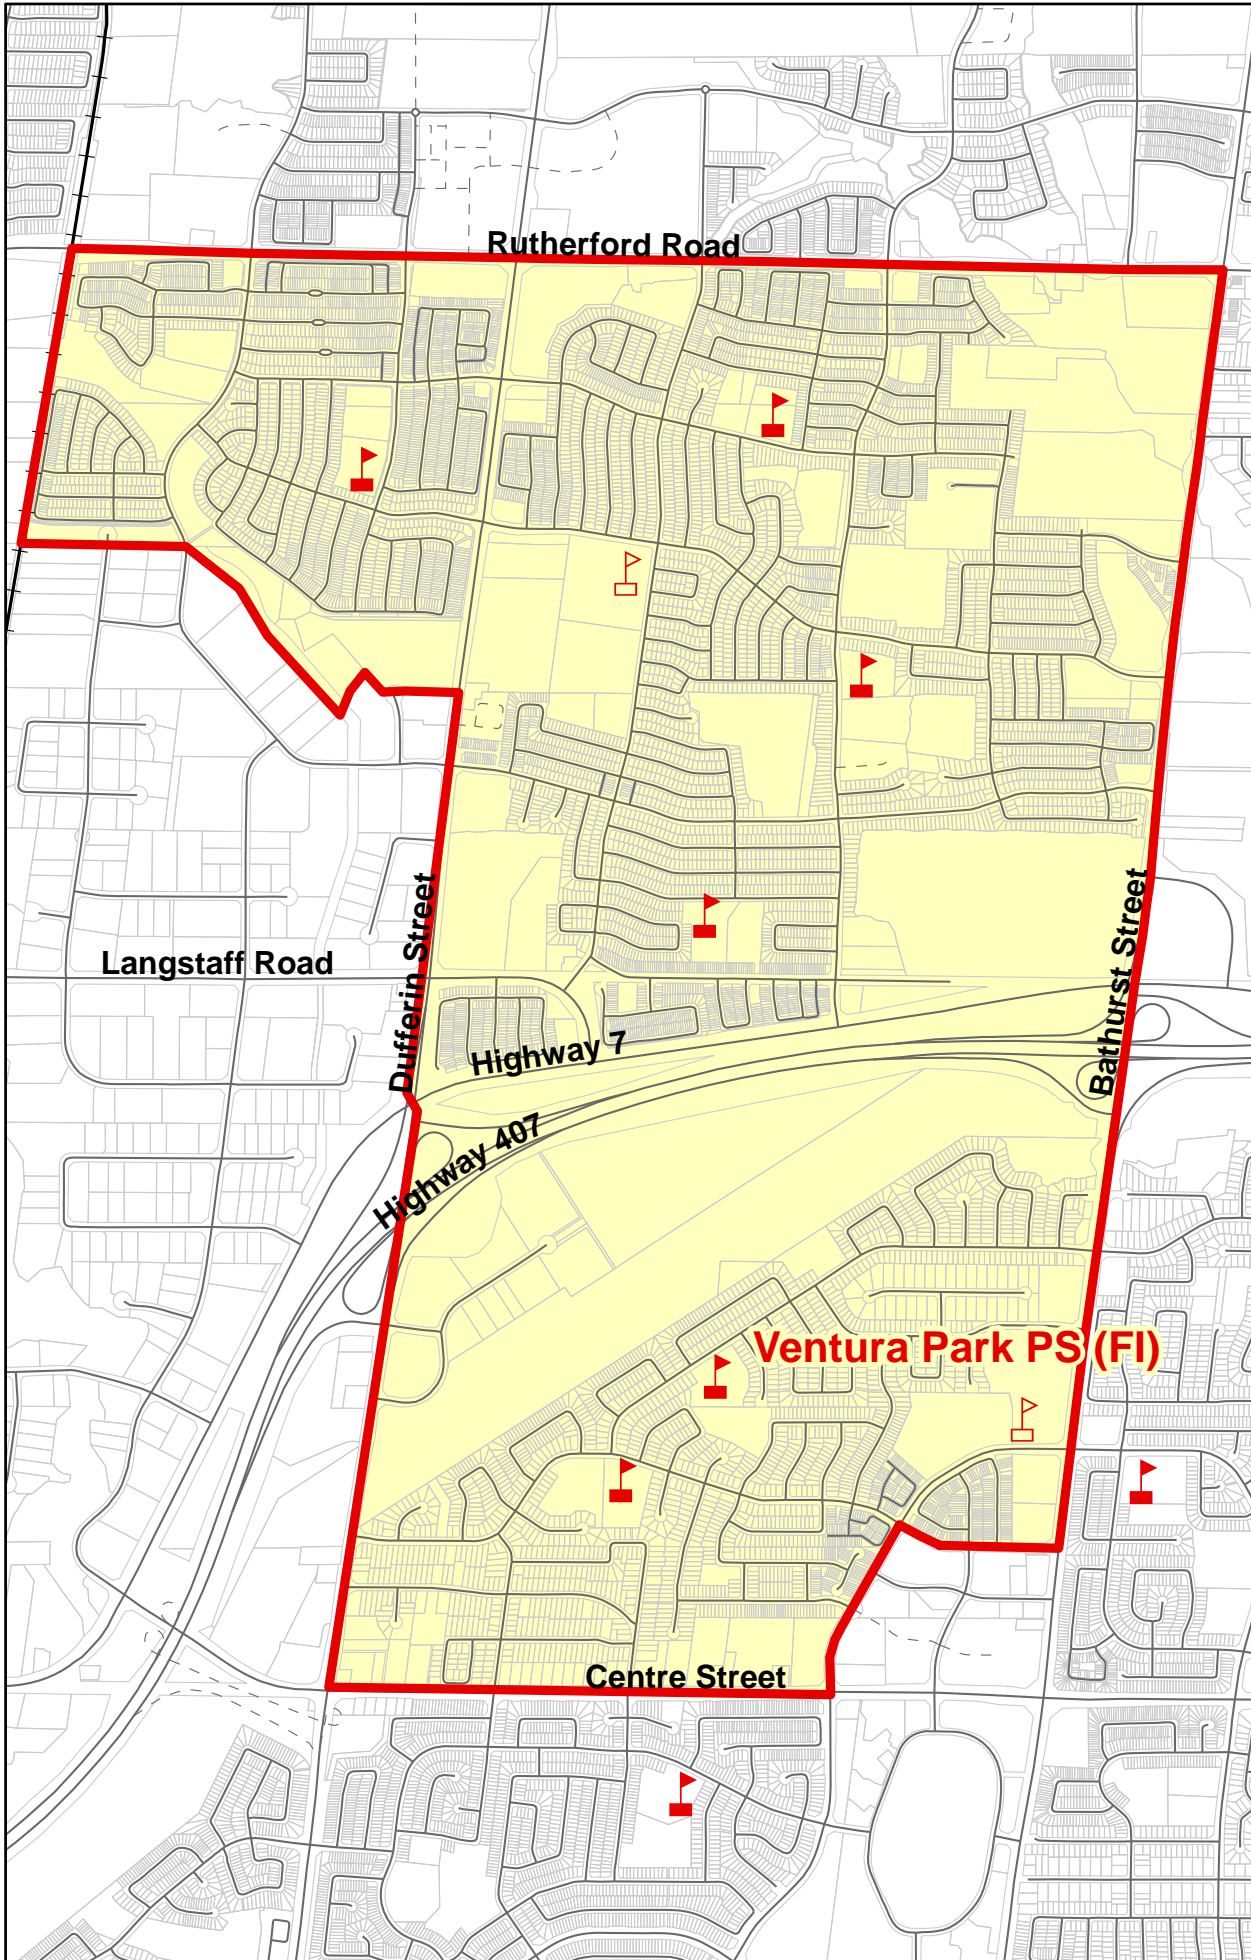 Rutherford Road
Langstaff Road
Dufferin Street
Bathurst Street
Highway 7
Highway 407
Ventura Park PS (FI)
Centre Street